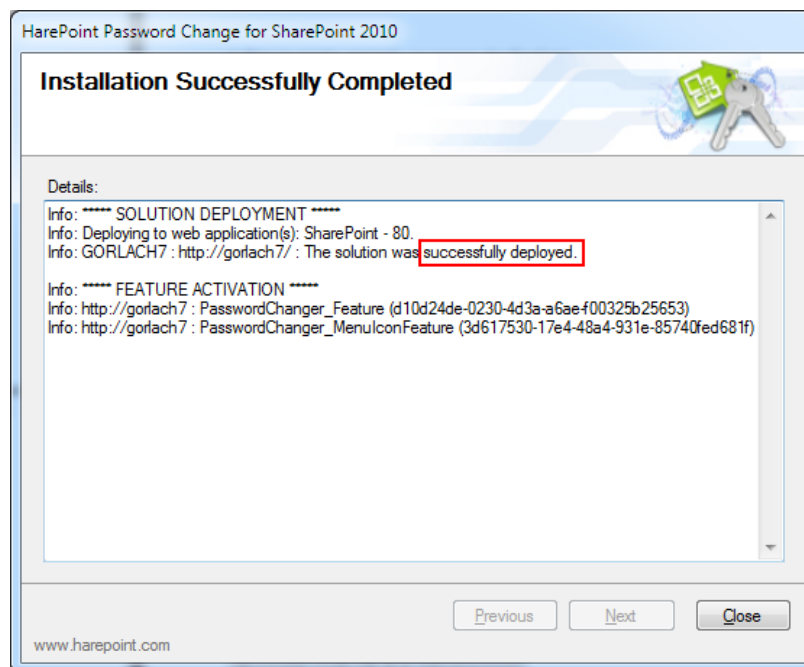 HarePoint Password Change for SharePoint 2010
Installation Successfully Completed
Details:
Info: ***** SOLUTION DEPLOYMENT *****
Info: Deploying to web application(s): SharePoint - 80.
Info: GORLACH7 : http://gorlach7/ : The solution was successfully deployed.
Info: ***** FEATURE ACTIVATION *****
Info: http://gorlach7 : PasswordChanger_Feature (d10d24de-0230-4d3a-a6ae-f00325b25653)
Info: http://gorlach7 : PasswordChanger_MenuIconFeature (3d617530-17e4-48a4-931e-85740fed681f)
Previous Next Close
www.harepoint.com